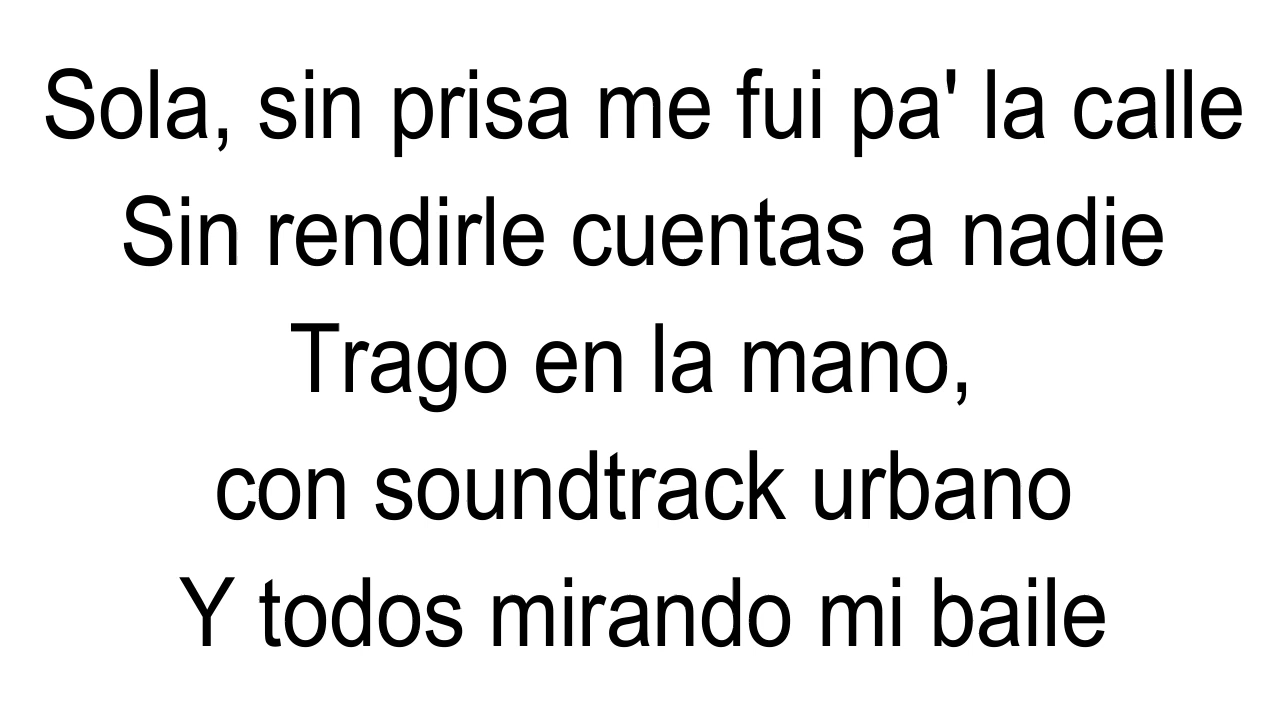 Sola, sin prisa me fui pa' la calle
Sin rendirle cuentas a nadie
Trago en la mano,
con soundtrack urbano
Y todos mirando mi baile